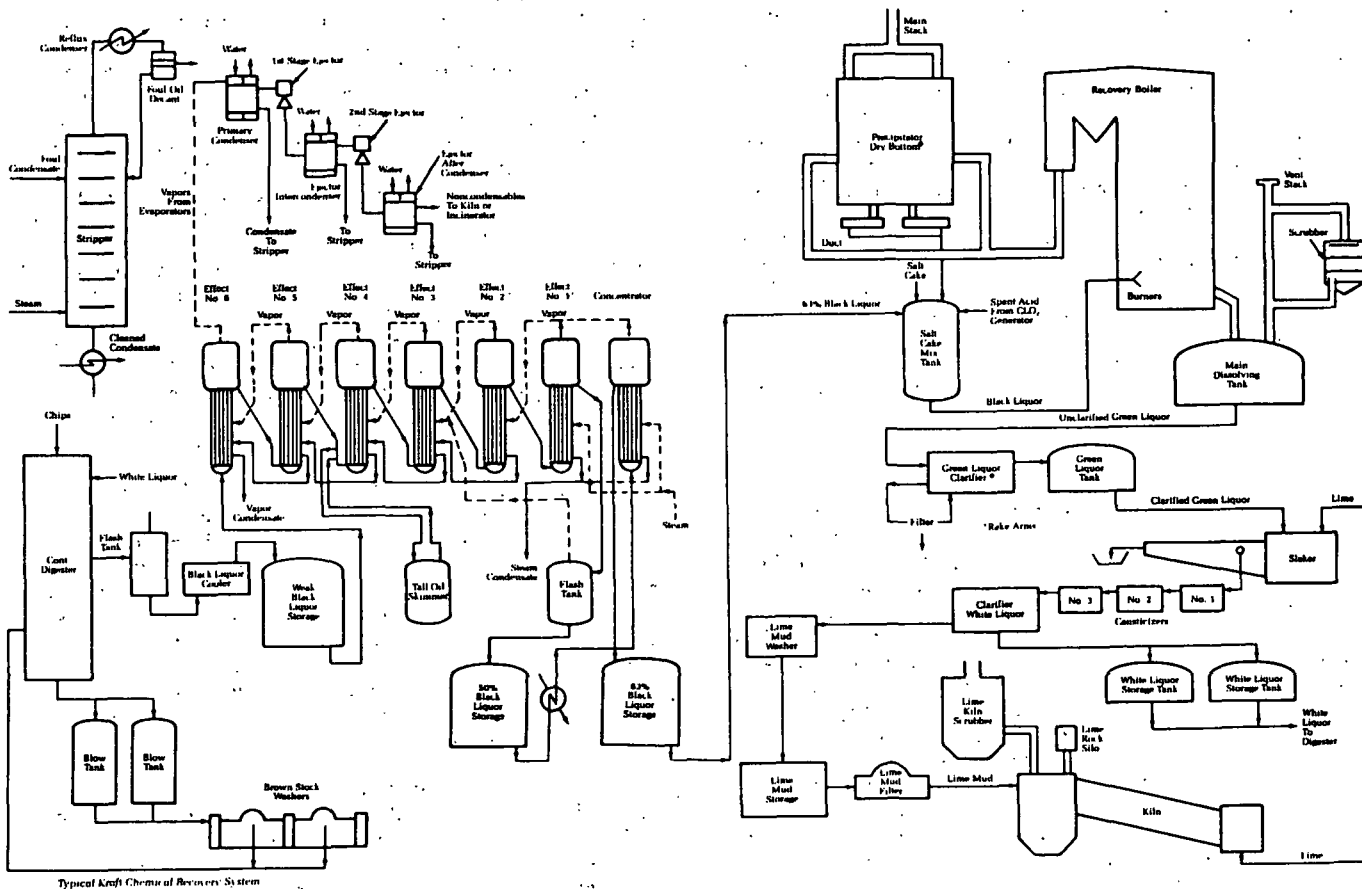 Reflux
Condenser
Foul Oil
Decant
Foul
Condensate
Stripper
Steam
Cleaned
Condensate
Water
1st Stage Ejector
Primary
Condenser
Water
2nd Stage Ejector
Ejector
Intercondenser
Water
Ejector
After
Condenser
Noncondensables
To Kiln or
Incinerator
Vapors
From
Evaporators
Condensate
To
Stripper
To
Stripper
To
Stripper
Effect
No 6
Effect
No 5
Effect
No 4
Effect
No 3
Effect
No 2
Effect
No 1
Concentrator
Vapor
Vapor
Vapor
Vapor
Vapor
Vapor
Condensate
Steam
Condensate
Steam
Chips
White Liquor
Cont
Digester
Flash
Tank
Black Liquor
Cooler
Weak
Black
Liquor
Storage
Tall Oil
Skimmer
Flash
Tank
50%
Black
Liquor
Storage
63%
Black
Liquor
Storage
Blow
Tank
Blow
Tank
Brown Stock
Washers
Main
Stack
Precipitator
Dry Bottom
Duct
Recovery Boiler
Burners
Vent
Stack
Scrubber
Salt
Cake
63% Black Liquor
Spent Acid
From CLO2
Generator
Salt
Cake
Mix
Tank
Black Liquor
Main
Dissolving
Tank
Unclarified Green Liquor
Green Liquor
Clarifier *
Green
Liquor
Tank
Filter
*Rake Arms
Clarified Green Liquor
Lime
Slaker
No 3
No 2
No. 1
Causticizers
Clarifier
White Liquor
Lime
Mud
Washer
White Liquor
Storage Tank
White Liquor
Storage Tank
White
Liquor
To
Digester
Lime
Kiln
Scrubber
Lime
Rock
Silo
Lime
Mud
Storage
Lime
Mud
Filter
Lime Mud
Kiln
Lime
Typical Kraft Chemical Recovery System